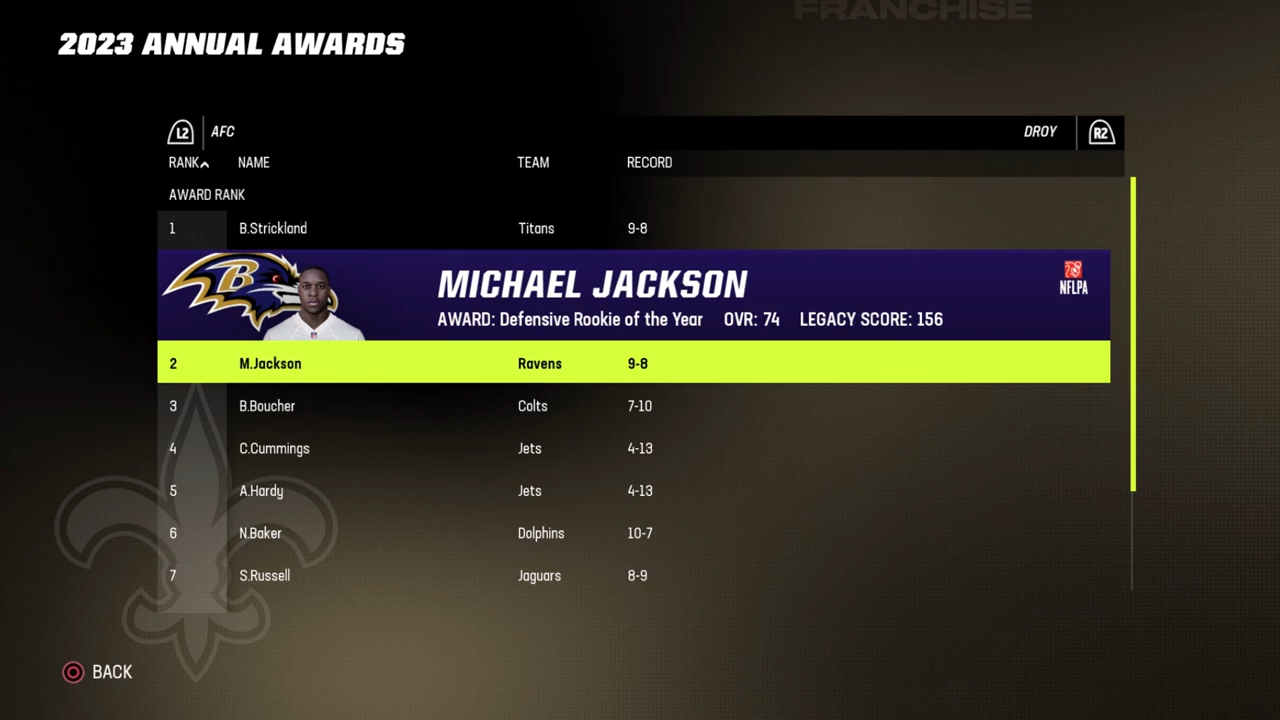 FRANCHISE
2023 ANNUAL AWARDS
L2 AFC DROY R2
RANK NAME TEAM RECORD
AWARD RANK
1 B.Strickland Titans 9-8
B MICHAEL JACKSON NFLPA
AWARD: Defensive Rookie of the Year OVR: 74 LEGACY SCORE: 156
2 M.Jackson Ravens 9-8
3 B.Boucher Colts 7-10
4 C.Cummings Jets 4-13
5 A.Hardy Jets 4-13
6 N.Baker Dolphins 10-7
7 S.Russell Jaguars 8-9
BACK